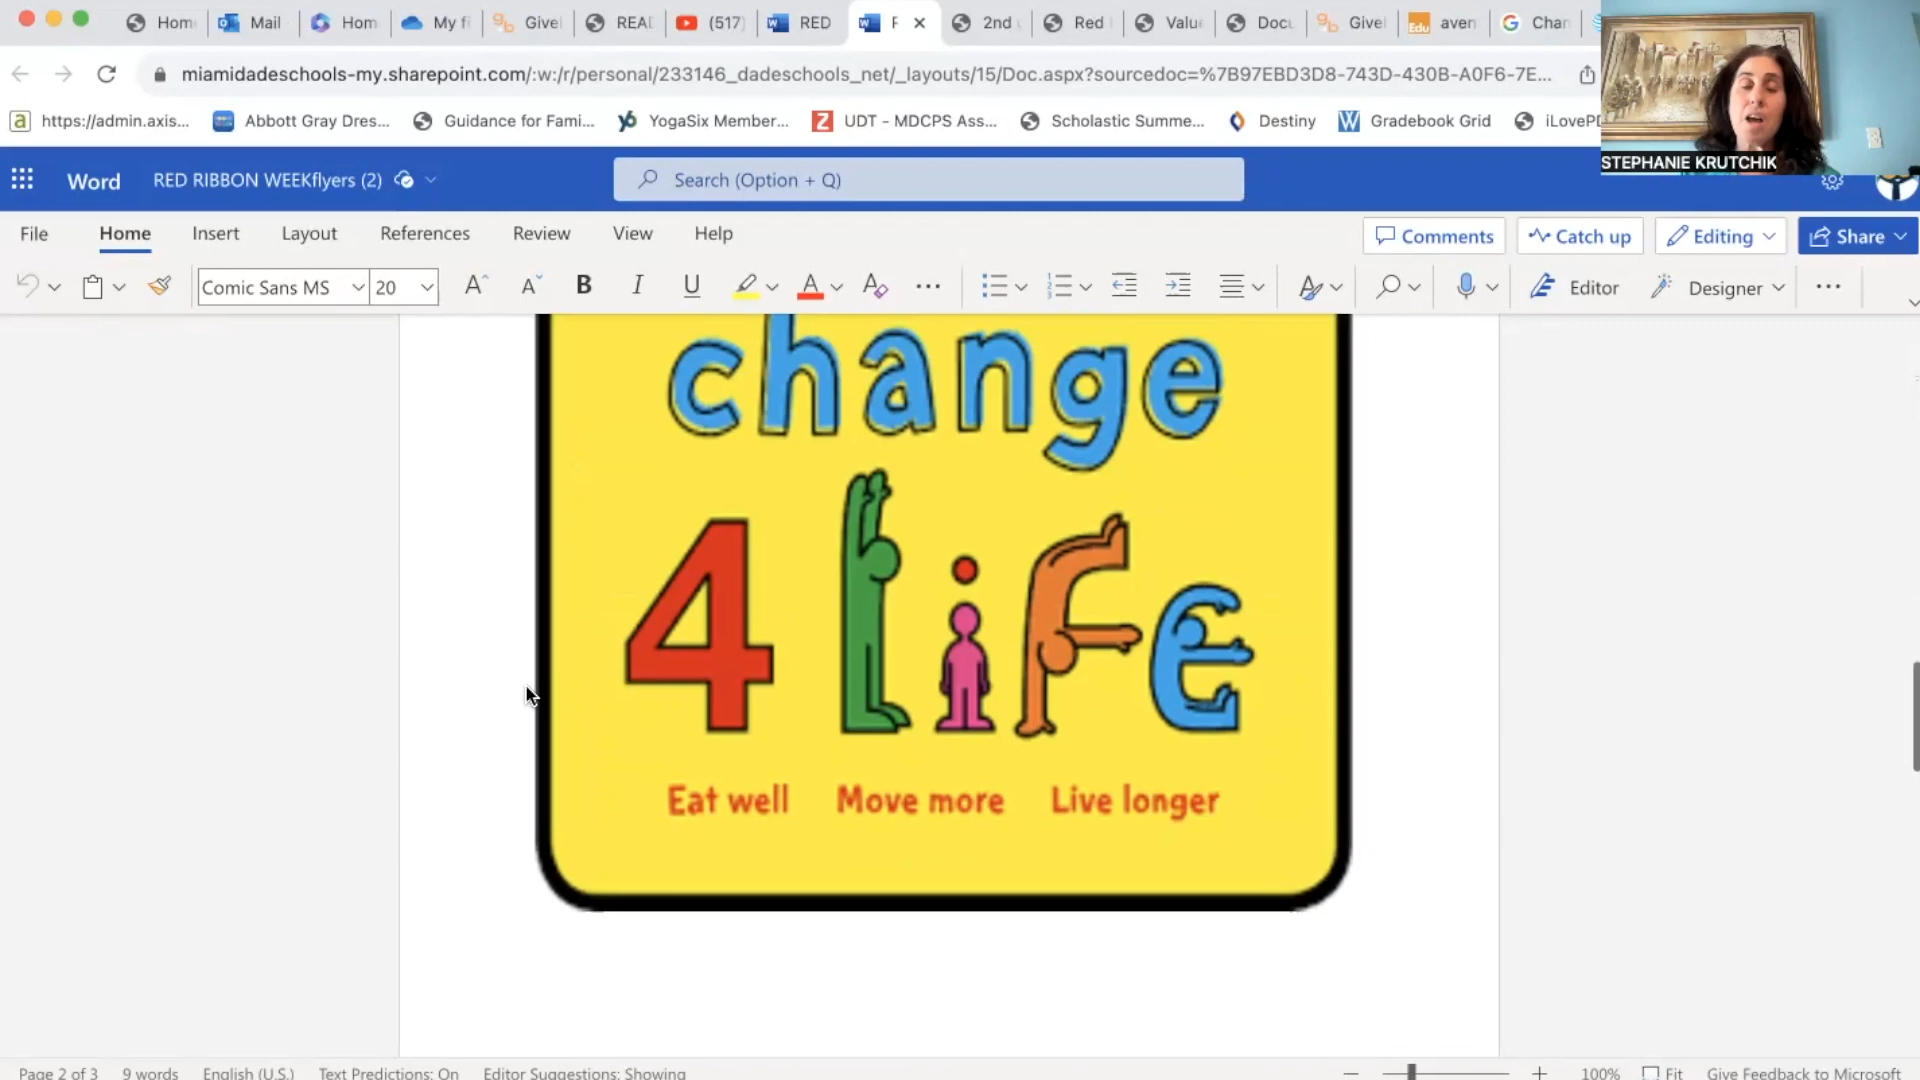 Home
Mail
Hom
My f
Give
REA
(517)
RED
2nd
Red
Valu
Docu
Give
Edu aven
Chan
miamidadeschools-my.sharepoint.com/:w:/r/personal/233146_dadeschools_net/_layouts/15/Doc.aspx?sourcedoc=%7B97EBD3D8-743D-430B-A0F6-7E...
https://admin.axis...
Abbott Gray Dres...
Guidance for Fami...
YogaSix Member...
UDT - MDCPS Ass...
Scholastic Summe...
Destiny
Gradebook Grid
iLovePD
STEPHANIE KRUTCHIK
Word
RED RIBBON WEEKflyers (2)
Search (Option + Q)
File
Home
Insert
Layout
References
Review
View
Help
Comments
Catch up
Editing
Share
Comic Sans MS
20
Editor
Designer
change
4 life
Eat well Move more Live longer
Page 2 of 3
9 words
English (U.S.)
Text Predictions: On
Editor Suggestions: Showing
100%
Fit
Give Feedback to Microsoft